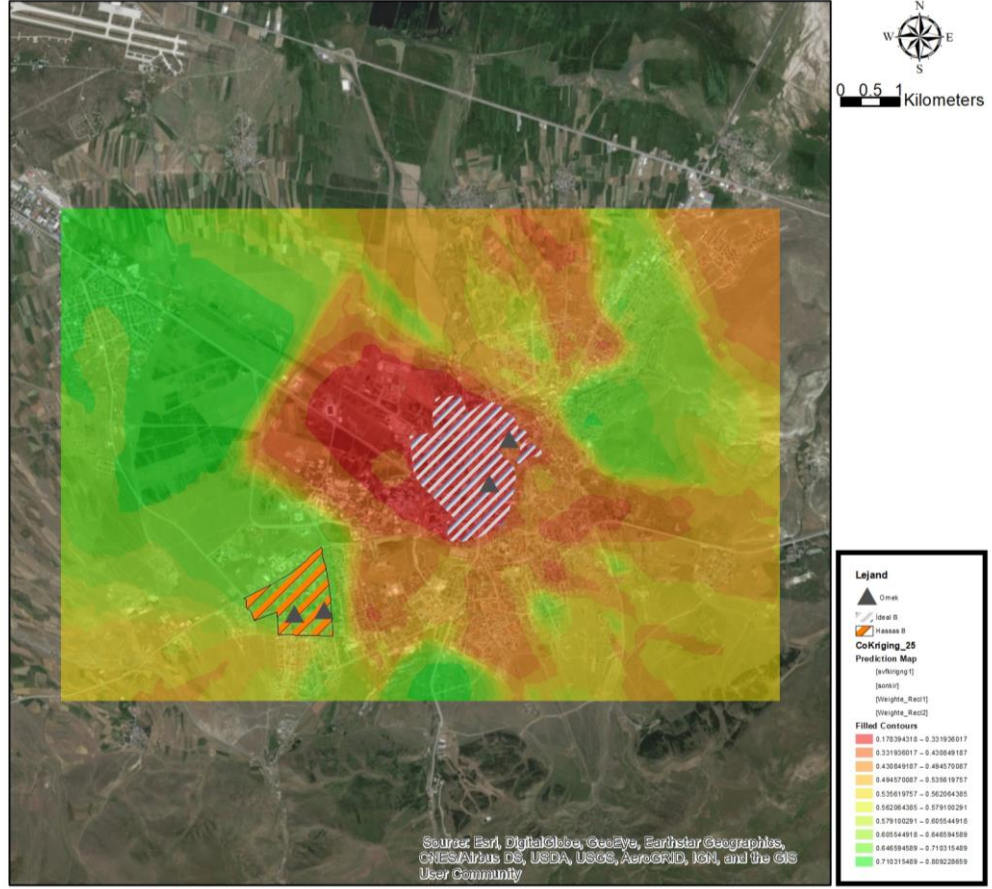 N
W E
S
0 0.5 1
Kilometers
Lejand
Ornek
Ideal B
Hassas B
CoKriging_25
Prediction Map
[svfkirigng1]
[sonkir]
[Weighte_Recl1]
[Weighte_Recl2]
Filled Contours
0.178394318 – 0.331936017
0.331936017 – 0.430849187
0.430849187 – 0.494570087
0.494570087 – 0.535619757
0.535619757 – 0.562064385
0.562064385 – 0.579100291
0.579100291 – 0.605544918
0.605544918 – 0.646594589
0.646594589 – 0.710315489
0.710315489 – 0.809228659
Source: Esri, DigitalGlobe, GeoEye, Earthstar Geographics,
CNES/Airbus DS, USDA, USGS, AeroGRID, IGN, and the GIS
User Community